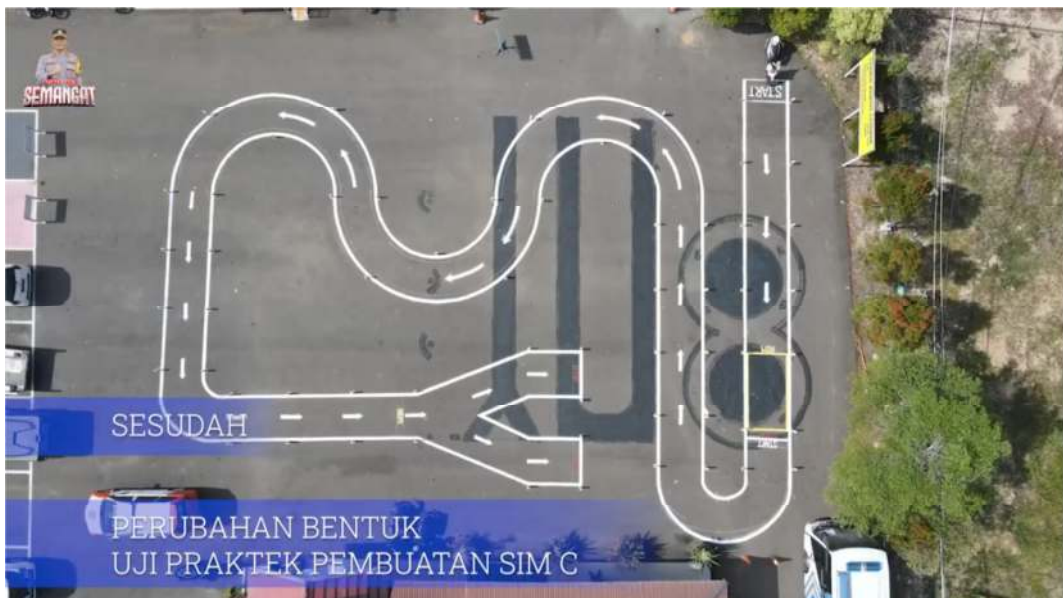 SEMANGAT
START
SESUDAH
PERUBAHAN BENTUK
UJI PRAKTEK PEMBUATAN SIM C